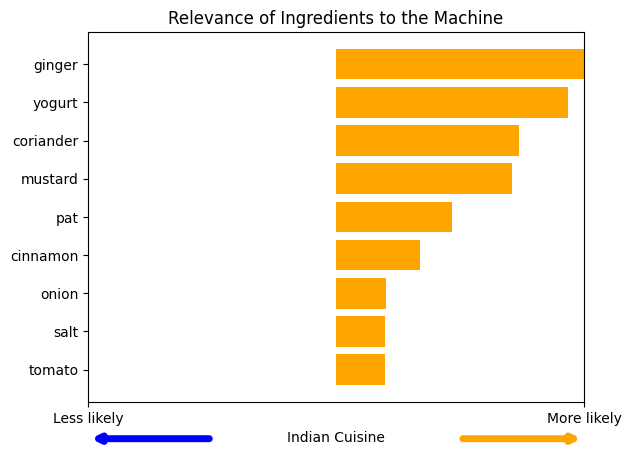 Relevance of Ingredients to the Machine
ginger
yogurt
coriander
mustard
pat
cinnamon
onion
salt
tomato
Less likely
More likely
Indian Cuisine